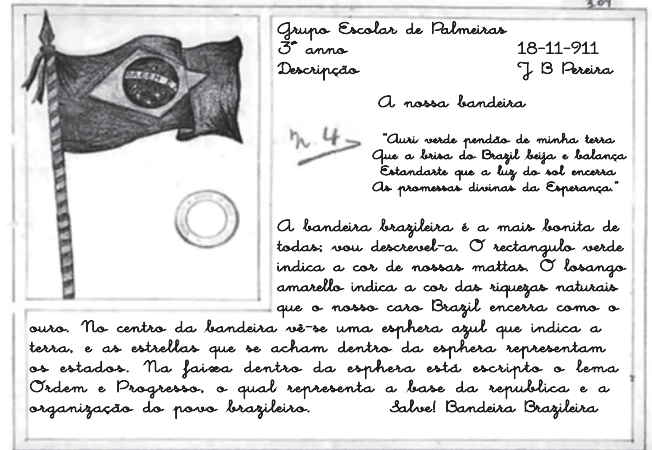 3.09
Grupo Escolar de Palmeiras
3º anno 18-11-911
Descripção J B Pereira
A nossa bandeira
n. 4
"Auri verde pendão de minha terra
Que a brisa do Brazil beija e balança
Estandarte que a luz do sol encerra
As promessas divinas da Esperança."
A bandeira brazileira é a mais bonita de
todas; vou descrevel-a. O rectangulo verde
indica a cor de nossas mattas. O losango
amarello indica a cor das riquezas naturais
que o nosso caro Brazil encerra como o
ouro. No centro da bandeira vê-se uma esphera azul que indica a
terra, e as estrellas que se acham dentro da esphera representam
os estados. Na faixa dentro da esphera está escripto o lema
Ordem e Progresso, o qual representa a base da republica e a
organização do povo brazileiro. Salve! Bandeira Brazileira